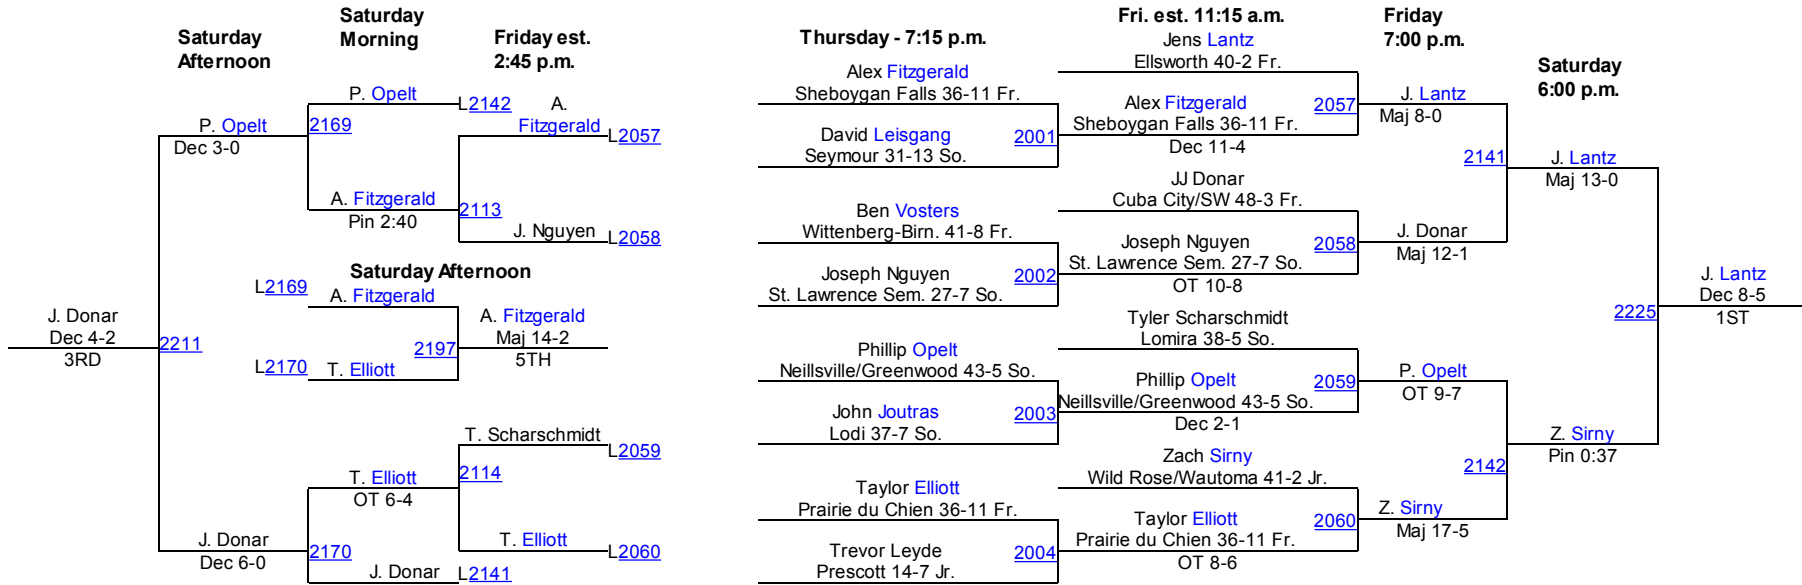 Saturday
Afternoon
Saturday
Morning
Friday est.
2:45 p.m.
P. Opelt
L2142
A.
Fitzgerald
L2057
P. Opelt
2169
Dec 3-0
A. Fitzgerald
2113
Pin 2:40
J. Nguyen
L2058
Saturday Afternoon
L2169
A. Fitzgerald
J. Donar
Dec 4-2
3RD
2211
A. Fitzgerald
2197
Maj 14-2
5TH
L2170
T. Elliott
T. Scharschmidt
L2059
T. Elliott
2114
OT 6-4
J. Donar
2170
Dec 6-0
T. Elliott
L2060
J. Donar
L2141
Thursday - 7:15 p.m.
Alex Fitzgerald
Sheboygan Falls 36-11 Fr.
David Leisgang
2001
Seymour 31-13 So.
Ben Vosters
Wittenberg-Birn. 41-8 Fr.
Joseph Nguyen
2002
St. Lawrence Sem. 27-7 So.
Phillip Opelt
Neillsville/Greenwood 43-5 So.
John Joutras
2003
Lodi 37-7 So.
Taylor Elliott
Prairie du Chien 36-11 Fr.
Trevor Leyde
2004
Prescott 14-7 Jr.
Fri. est. 11:15 a.m.
Jens Lantz
Ellsworth 40-2 Fr.
Alex Fitzgerald
2057
Sheboygan Falls 36-11 Fr.
Dec 11-4
JJ Donar
Cuba City/SW 48-3 Fr.
Joseph Nguyen
2058
St. Lawrence Sem. 27-7 So.
OT 10-8
Tyler Scharschmidt
Lomira 38-5 So.
Phillip Opelt
2059
Neillsville/Greenwood 43-5 So.
Dec 2-1
Zach Sirny
Wild Rose/Wautoma 41-2 Jr.
Taylor Elliott
2060
Prairie du Chien 36-11 Fr.
OT 8-6
Friday
7:00 p.m.
J. Lantz
Maj 8-0
2141
J. Donar
Maj 12-1
P. Opelt
OT 9-7
2142
Z. Sirny
Maj 17-5
Saturday
6:00 p.m.
J. Lantz
Maj 13-0
2225
Z. Sirny
Pin 0:37
J. Lantz
Dec 8-5
1ST